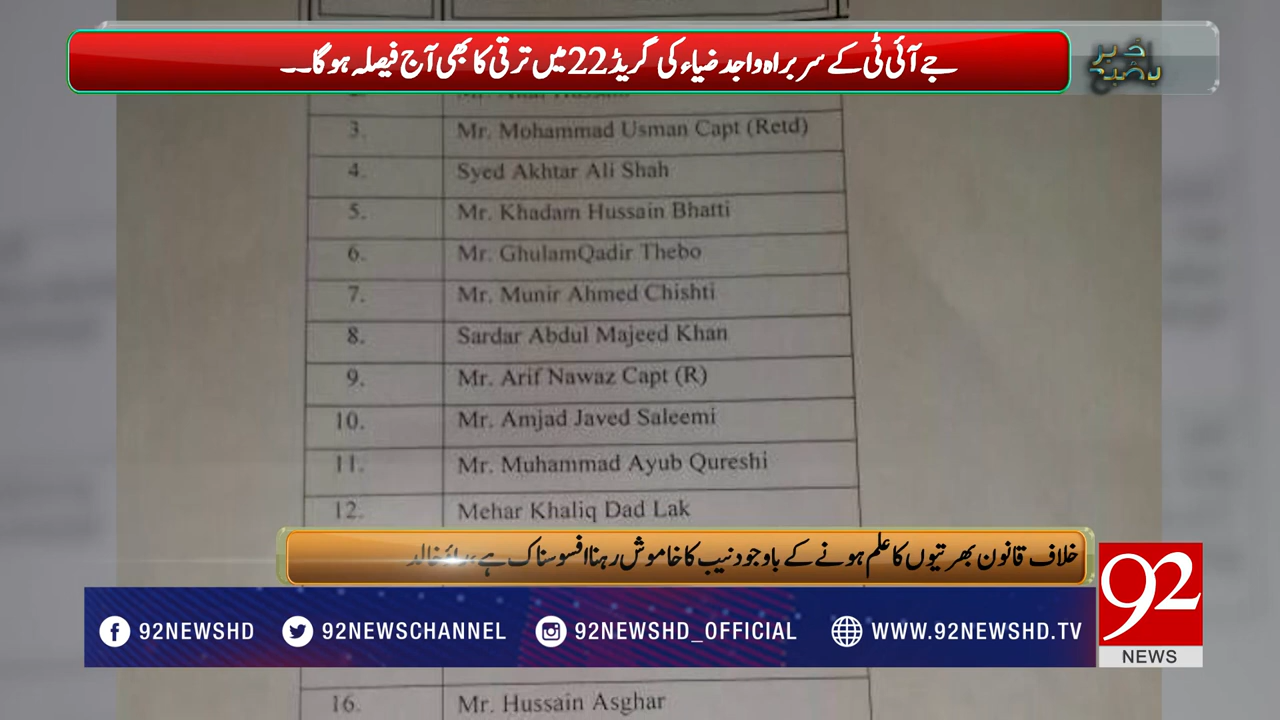 جے آئی ٹی کے سربراہ واجد ضیاء کی گریڈ 22 میں ترقی کا بھی آج فیصلہ ہو گا۔۔
3. Mr. Mohammad Usman Capt (Retd)
4. Syed Akhtar Ali Shah
5. Mr. Khadam Hussain Bhatti
6. Mr. GhulamQadir Thebo
7. Mr. Munir Ahmed Chishti
8. Sardar Abdul Majeed Khan
9. Mr. Arif Nawaz Capt (R)
10. Mr. Amjad Javed Saleemi
11. Mr. Muhammad Ayub Qureshi
12. Mehar Khaliq Dad Lak
خلاف قانون بھرتیوں کا علم ہونے کے باوجود نیب کا خاموش رہنا افسوسناک ہے،
92NEWSHD 92NEWSCHANNEL 92NEWSHD_OFFICIAL WWW.92NEWSHD.TV
92
NEWS
16. Mr. Hussain Asghar